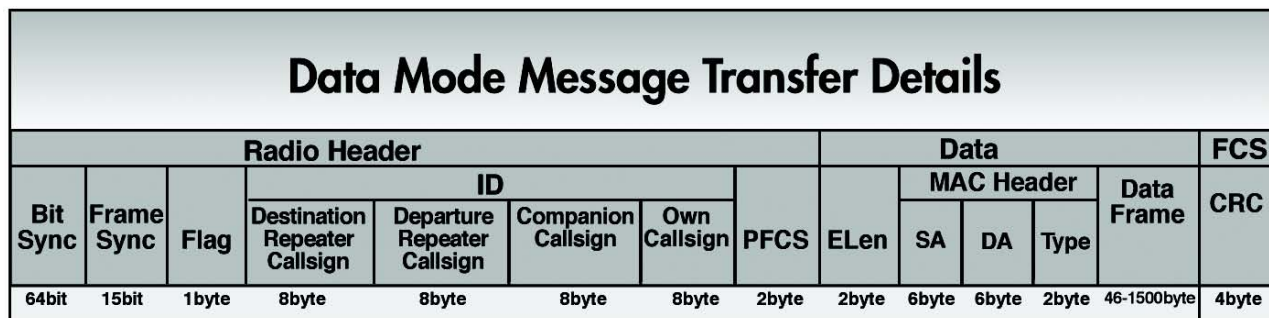 Data Mode Message Transfer Details
Radio Header Data FCS
ID MAC Header
Bit Sync
Frame Sync
Flag
Destination Repeater Callsign
Departure Repeater Callsign
Companion Callsign
Own Callsign
PFCS
ELen
SA
DA
Type
Data Frame
CRC
64bit 15bit 1byte 8byte 8byte 8byte 8byte 2byte 2byte 6byte 6byte 2byte 46-1500byte 4byte